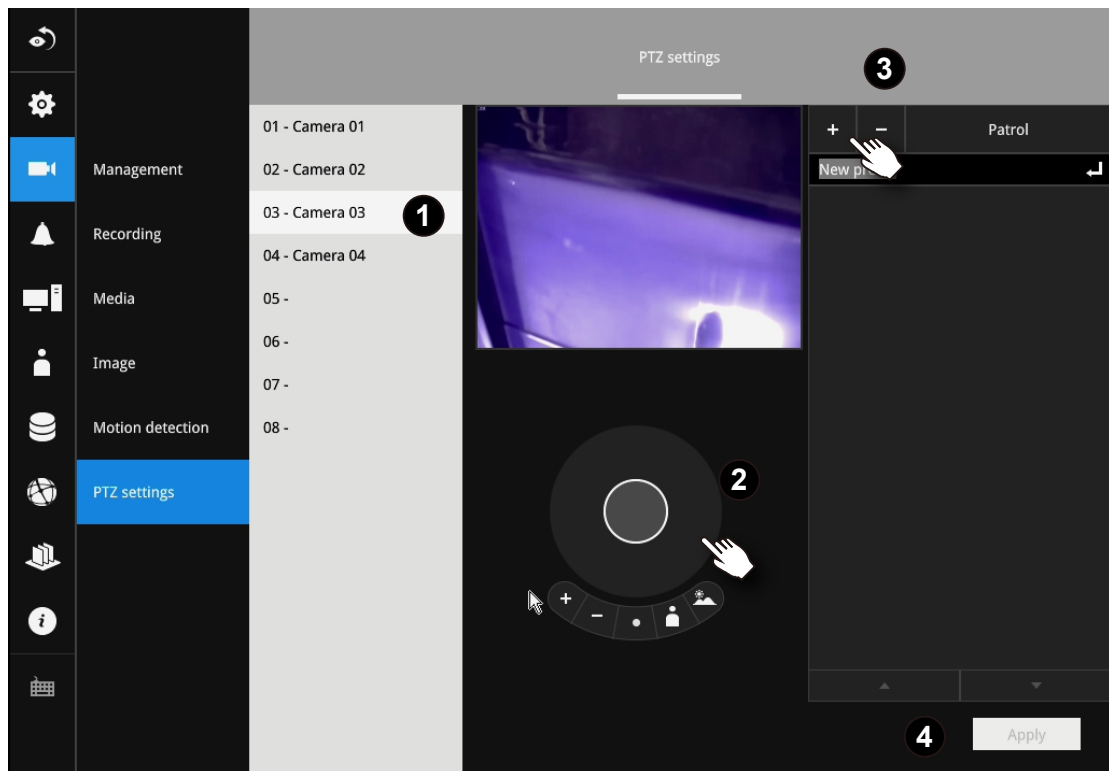 PTZ settings
3
01 - Camera 01
02 - Camera 02
03 - Camera 03
1
04 - Camera 04
05 -
06 -
07 -
08 -
Management
Recording
Media
Image
Motion detection
PTZ settings
+
−
Patrol
New
2
+
−
4
Apply
i